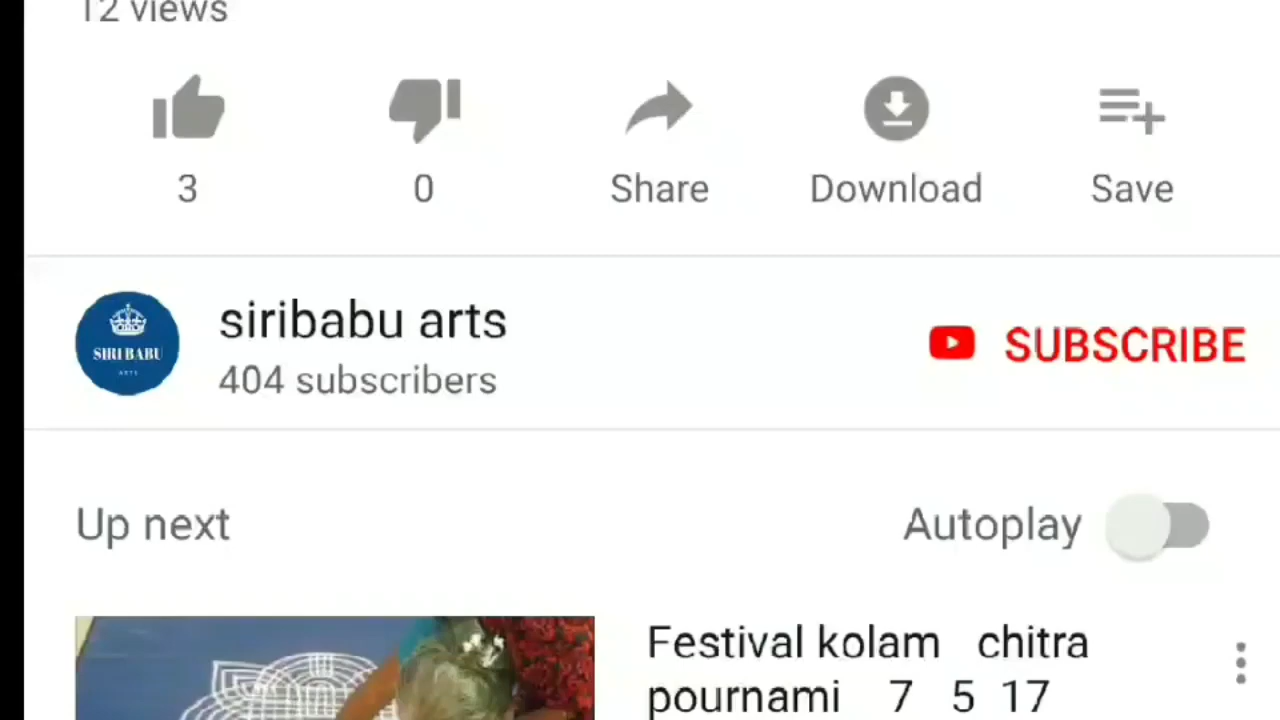 12 views
3
0
Share
Download
Save
siribabu arts
SIRI BABU
ARTS
404 subscribers
SUBSCRIBE
Up next
Autoplay
Festival kolam chitra
pournami 7 5 17